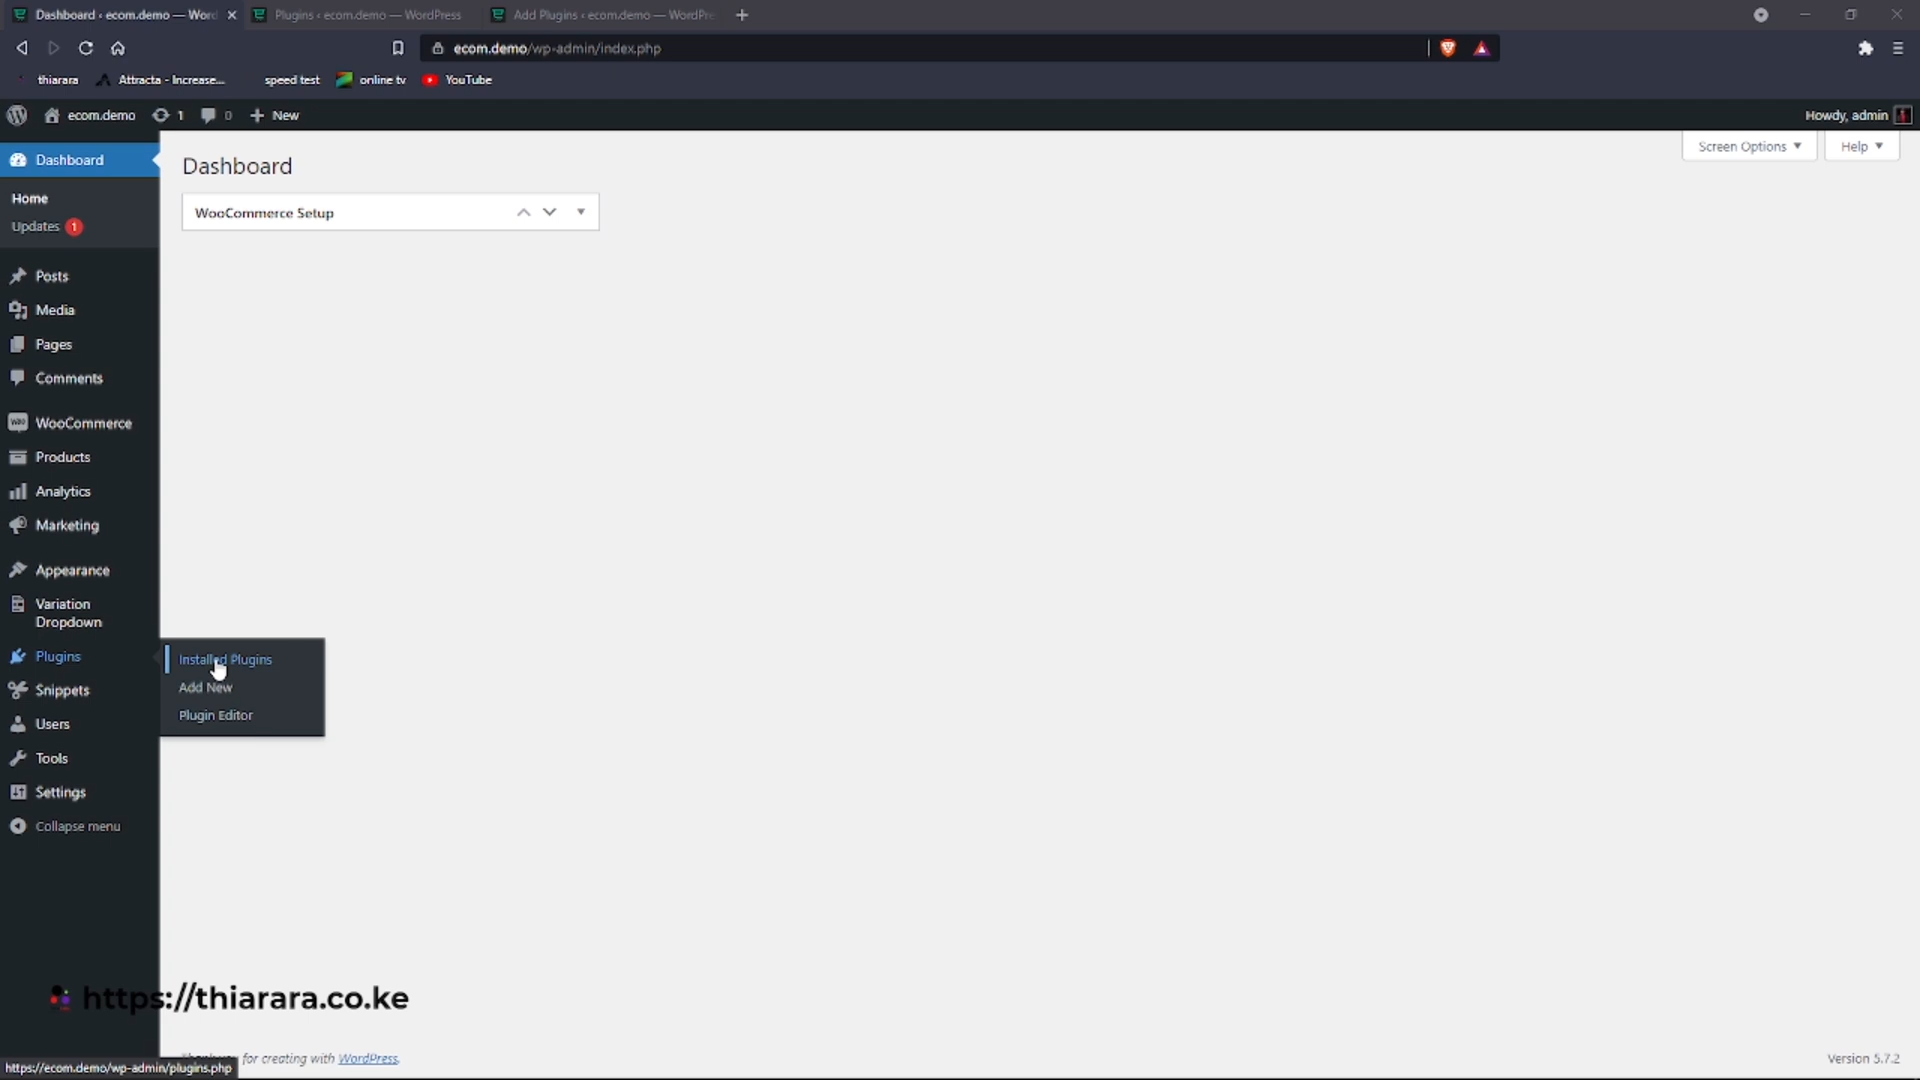 Dashboard ‹ ecom.demo — Word
Plugins ‹ ecom.demo — WordPress
Add Plugins ‹ ecom.demo — WordPre
ecom.demo/wp-admin/index.php
thiarara
Attracta - Increase...
speed test
online tv
YouTube
ecom.demo
1
0
New
Howdy, admin
Dashboard
Home
Updates 1
Posts
Media
Pages
Comments
WooCommerce
Products
Analytics
Marketing
Appearance
Variation
Dropdown
Plugins
Snippets
Users
Tools
Settings
Collapse menu
Dashboard
Screen Options
Help
WooCommerce Setup
Installed Plugins
Add New
Plugin Editor
https://thiarara.co.ke
for creating with WordPress.
Version 5.7.2
https://ecom.demo/wp-admin/plugins.php